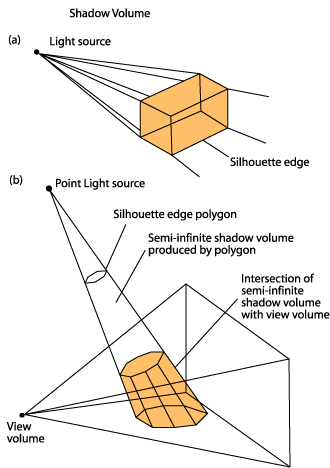 Shadow Volume
(a)
Light source
Silhouette edge
(b)
Point Light source
Silhouette edge polygon
Semi-infinite shadow volume
produced by polygon
Intersection of
semi-infinite
shadow volume
with view volume
View
volume